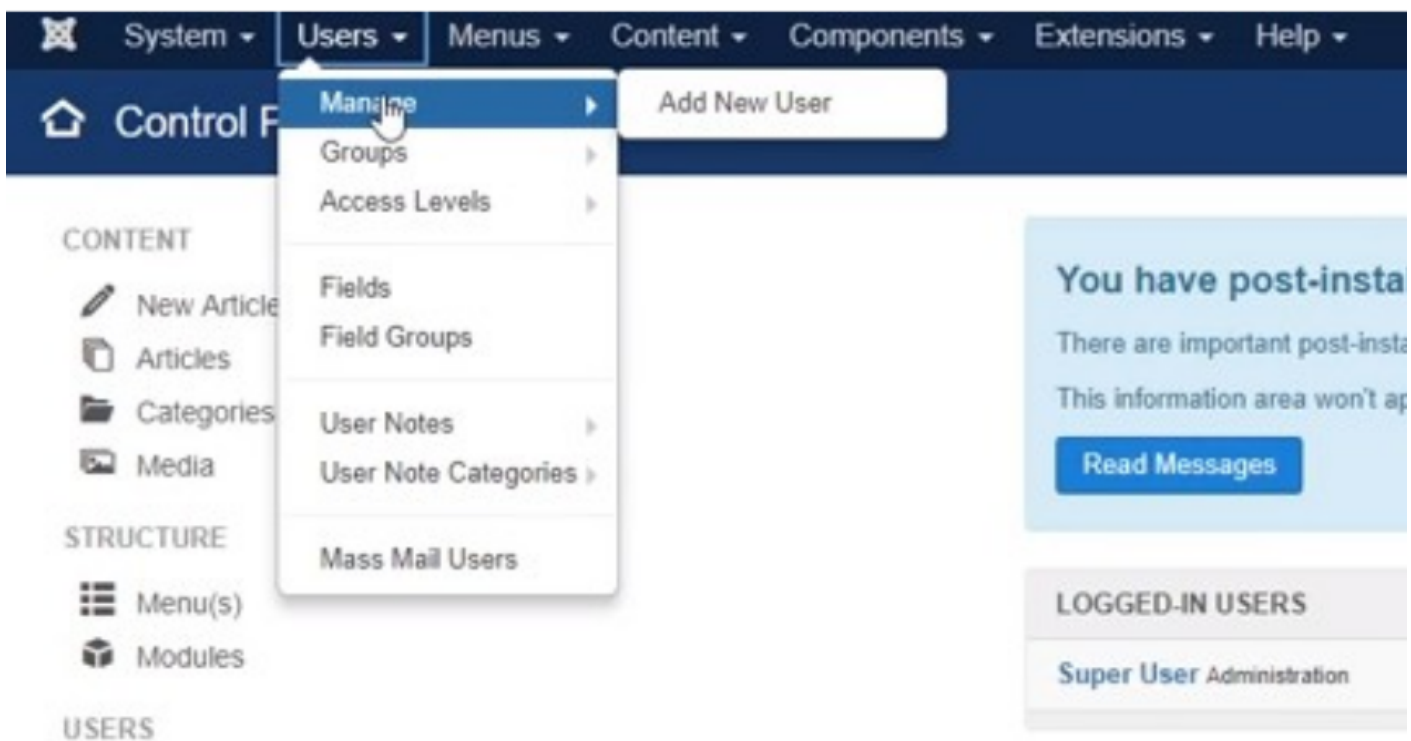 System Users Menus Content Components Extensions Help
Control
Manage
Add New User
Groups
Access Levels
Fields
Field Groups
User Notes
User Note Categories
Mass Mail Users
CONTENT
New Article
Articles
Categories
Media
STRUCTURE
Menu(s)
Modules
USERS
You have post-insta
There are important post-insta
This information area won't ap
Read Messages
LOGGED-IN USERS
Super User Administration